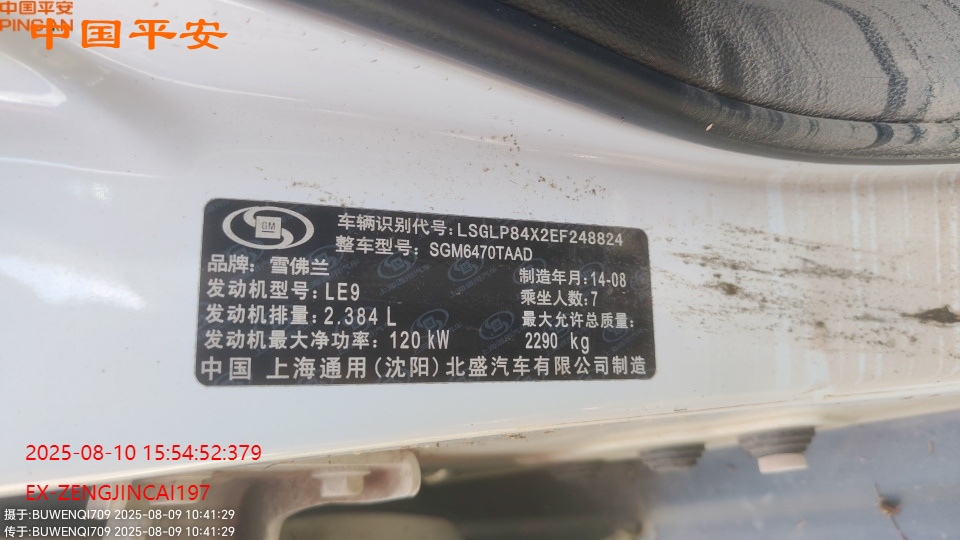 中国平安
PINGAN
中国平安
GM
车辆识别代号:LSGLP84X2EF248824
整车型号: SGM6470TAAD
品牌: 雪佛兰
制造年月:14-08
发动机型号:LE9
乘坐人数:7
发动机排量:2.384 L
最大允许总质量:
发动机最大净功率: 120 kW
2290 kg
中国 上海通用(沈阳)北盛汽车有限公司制造
2025-08-10 15:54:52:379
EX-ZENGJINCAI197
摄于:BUWENQI709 2025-08-09 10:41:29
传于:BUWENQI709 2025-08-09 10:41:29